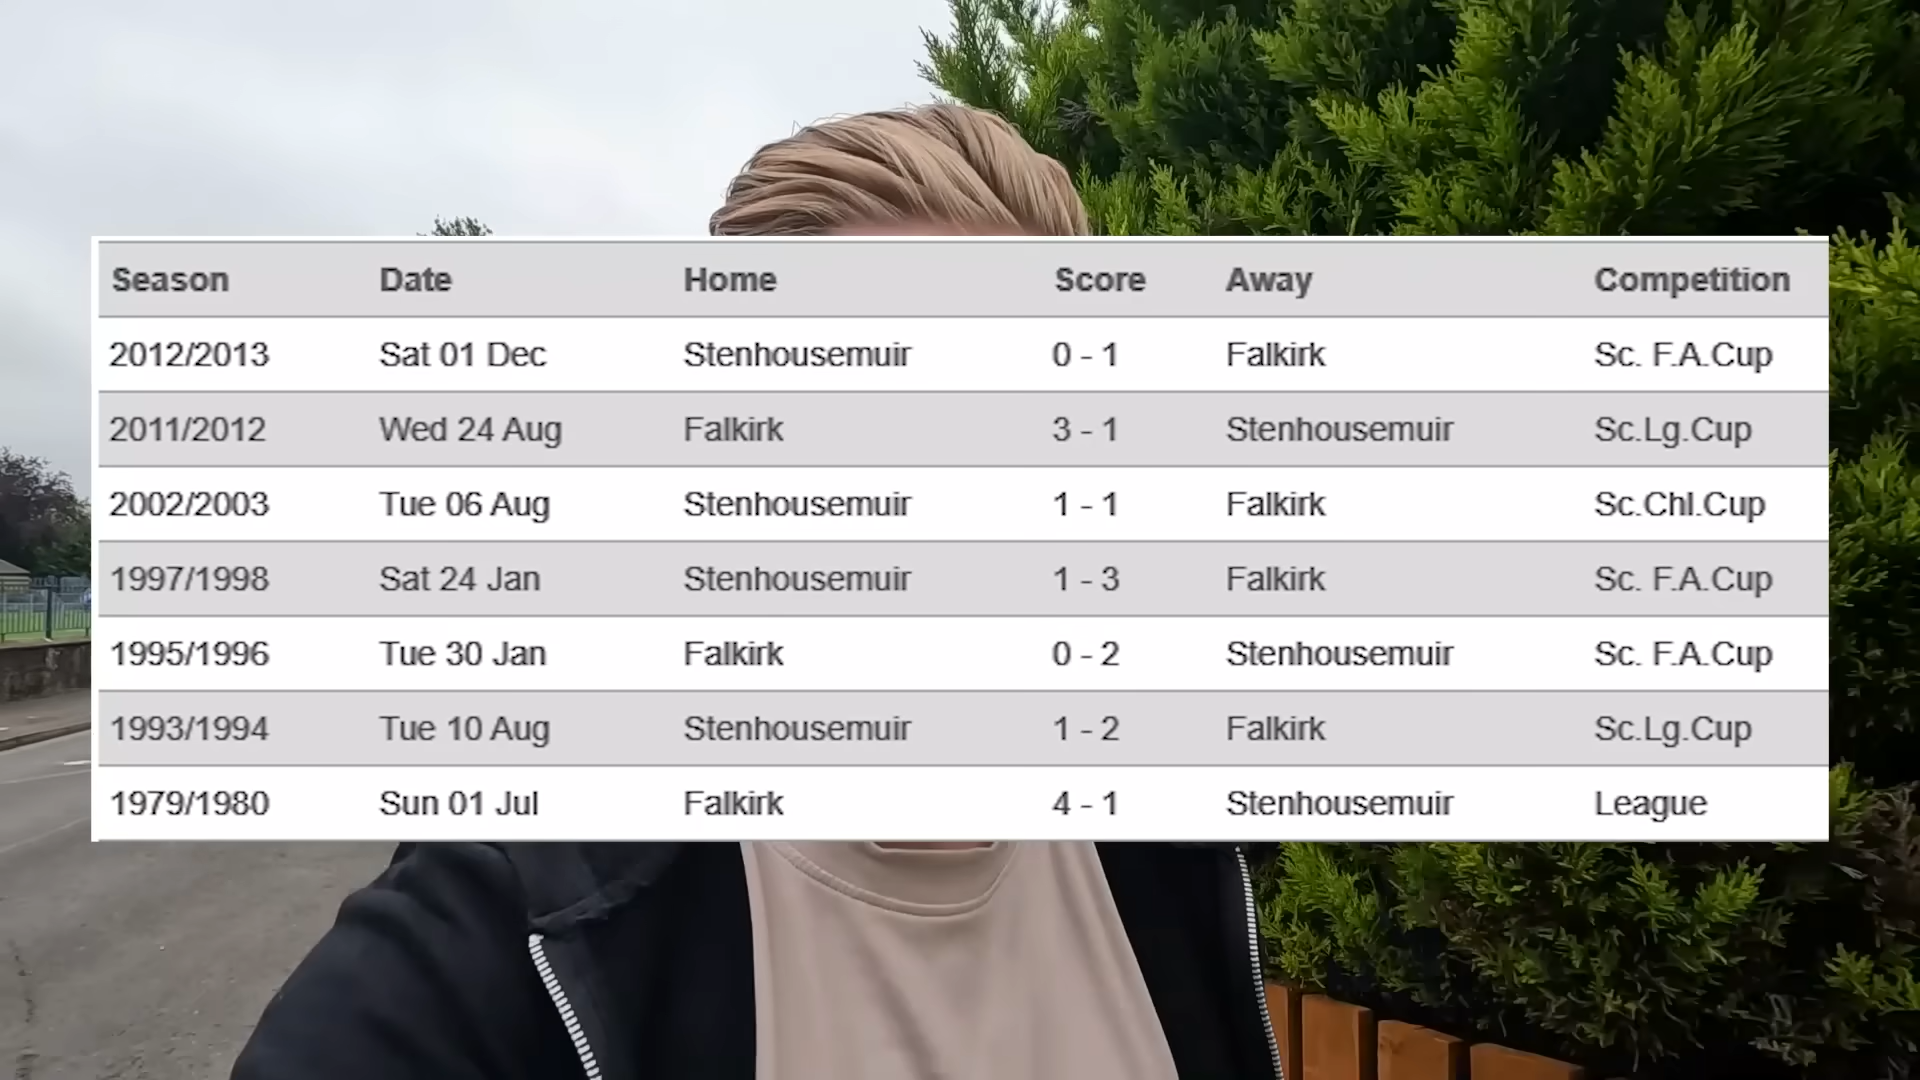 Season Date Home Score Away Competition
2012/2013 Sat 01 Dec Stenhousemuir 0 - 1 Falkirk Sc. F.A.Cup
2011/2012 Wed 24 Aug Falkirk 3 - 1 Stenhousemuir Sc.Lg.Cup
2002/2003 Tue 06 Aug Stenhousemuir 1 - 1 Falkirk Sc.Chl.Cup
1997/1998 Sat 24 Jan Stenhousemuir 1 - 3 Falkirk Sc. F.A.Cup
1995/1996 Tue 30 Jan Falkirk 0 - 2 Stenhousemuir Sc. F.A.Cup
1993/1994 Tue 10 Aug Stenhousemuir 1 - 2 Falkirk Sc.Lg.Cup
1979/1980 Sun 01 Jul Falkirk 4 - 1 Stenhousemuir League